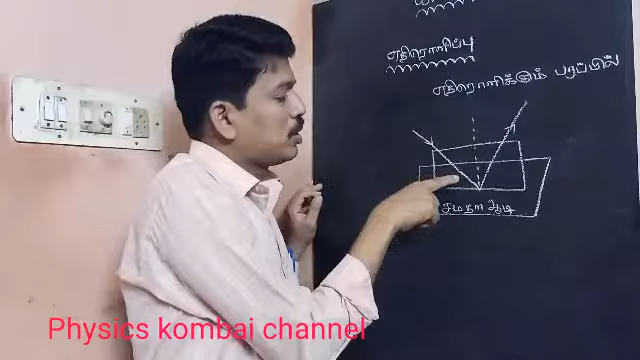 எதிரொளிப்பு
எதிரொளிக்கும் பரப்பில்
சமதள ஆடி
Physics kombai channel